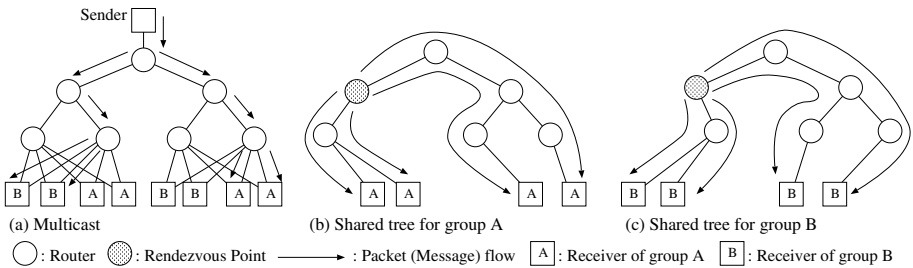 Sender
B B A A B B A A
A A A A
B B B B
(a) Multicast (b) Shared tree for group A (c) Shared tree for group B
: Router : Rendezvous Point : Packet (Message) flow A : Receiver of group A B : Receiver of group B